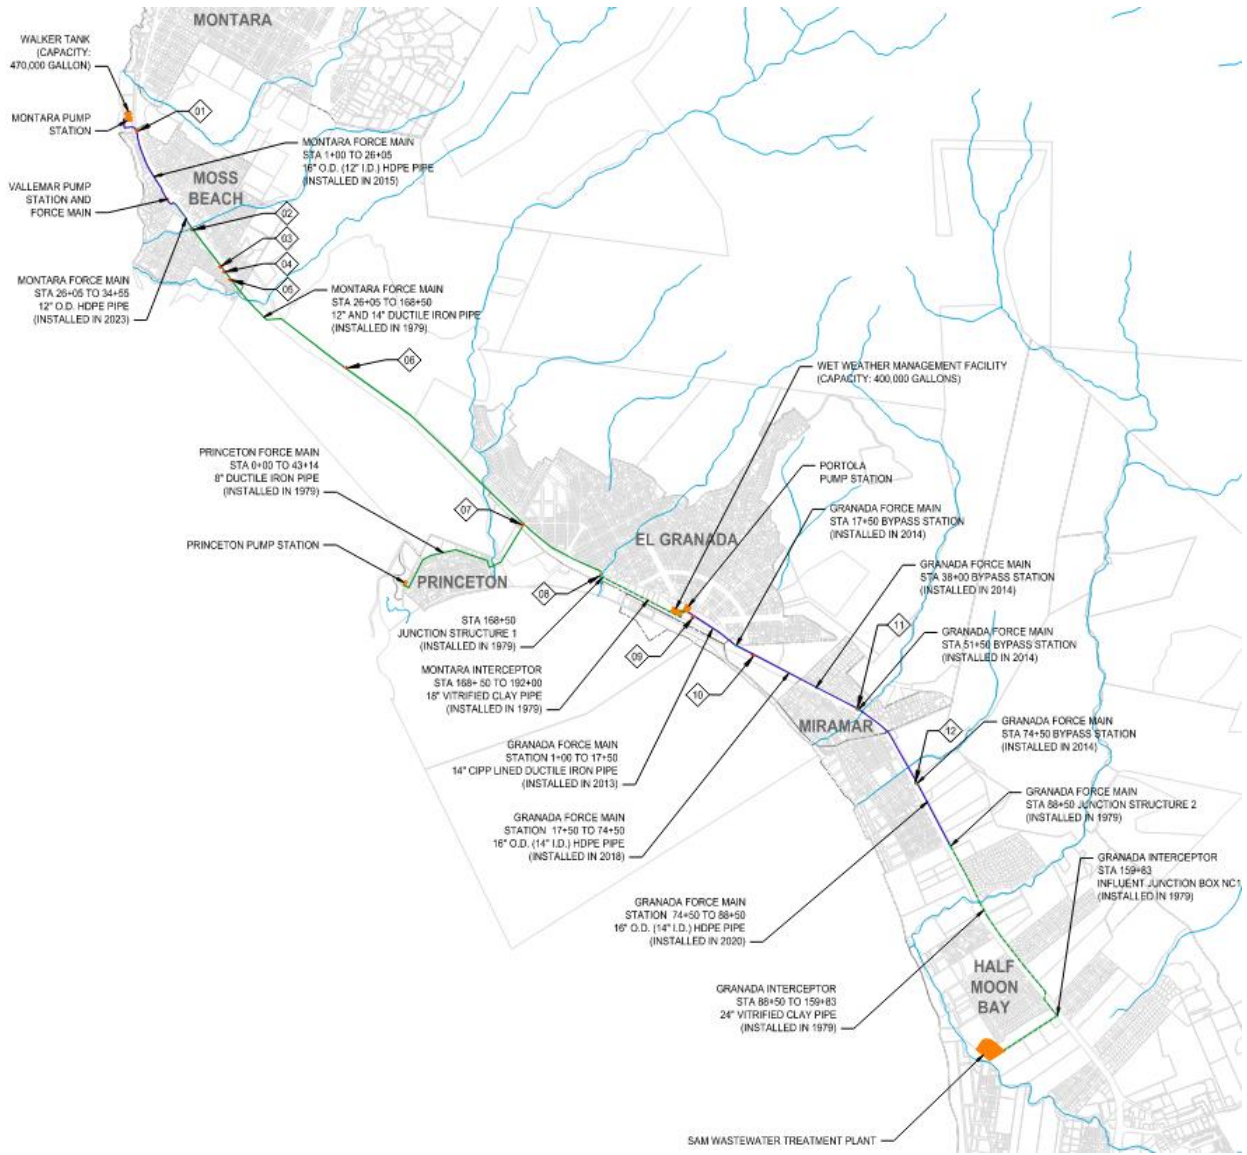 MONTARA
WALKER TANK
(CAPACITY:
470,000 GALLON)
01
MONTARA PUMP
STATION
MONTARA FORCE MAIN
STA 1+00 TO 26+05
16" O.D. (12" I.D.) HDPE PIPE
(INSTALLED IN 2015)
MOSS
BEACH
VALLEMAR PUMP
STATION AND
FORCE MAIN
02
03
04
05
MONTARA FORCE MAIN
STA 26+05 TO 34+55
12" O.D. HDPE PIPE
(INSTALLED IN 2023)
MONTARA FORCE MAIN
STA 26+05 TO 168+50
12" AND 14" DUCTILE IRON PIPE
(INSTALLED IN 1979)
06
WET WEATHER MANAGEMENT FACILITY
(CAPACITY: 400,000 GALLONS)
PRINCETON FORCE MAIN
STA 0+00 TO 43+14
8" DUCTILE IRON PIPE
(INSTALLED IN 1979)
PORTOLA
PUMP STATION
07
GRANADA FORCE MAIN
STA 17+50 BYPASS STATION
(INSTALLED IN 2014)
EL GRANADA
PRINCETON PUMP STATION
PRINCETON
GRANADA FORCE MAIN
STA 38+00 BYPASS STATION
(INSTALLED IN 2014)
08
STA 168+50
JUNCTION STRUCTURE 1
(INSTALLED IN 1979)
11
GRANADA FORCE MAIN
STA 51+50 BYPASS STATION
(INSTALLED IN 2014)
09
MONTARA INTERCEPTOR
STA 168+ 50 TO 192+00
18" VITRIFIED CLAY PIPE
(INSTALLED IN 1979)
10
MIRAMAR
12
GRANADA FORCE MAIN
STA 74+50 BYPASS STATION
(INSTALLED IN 2014)
GRANADA FORCE MAIN
STATION 1+00 TO 17+50
14" CIPP LINED DUCTILE IRON PIPE
(INSTALLED IN 2013)
GRANADA FORCE MAIN
STA 88+50 JUNCTION STRUCTURE 2
(INSTALLED IN 1979)
GRANADA FORCE MAIN
STATION 17+50 TO 74+50
16" O.D. (14" I.D.) HDPE PIPE
(INSTALLED IN 2018)
GRANADA INTERCEPTOR
STA 159+83
INFLUENT JUNCTION BOX NC1
(INSTALLED IN 1979)
GRANADA FORCE MAIN
STATION 74+50 TO 88+50
16" O.D. (14" I.D.) HDPE PIPE
(INSTALLED IN 2020)
HALF
MOON
BAY
GRANADA INTERCEPTOR
STA 88+50 TO 159+83
24" VITRIFIED CLAY PIPE
(INSTALLED IN 1979)
SAM WASTEWATER TREATMENT PLANT